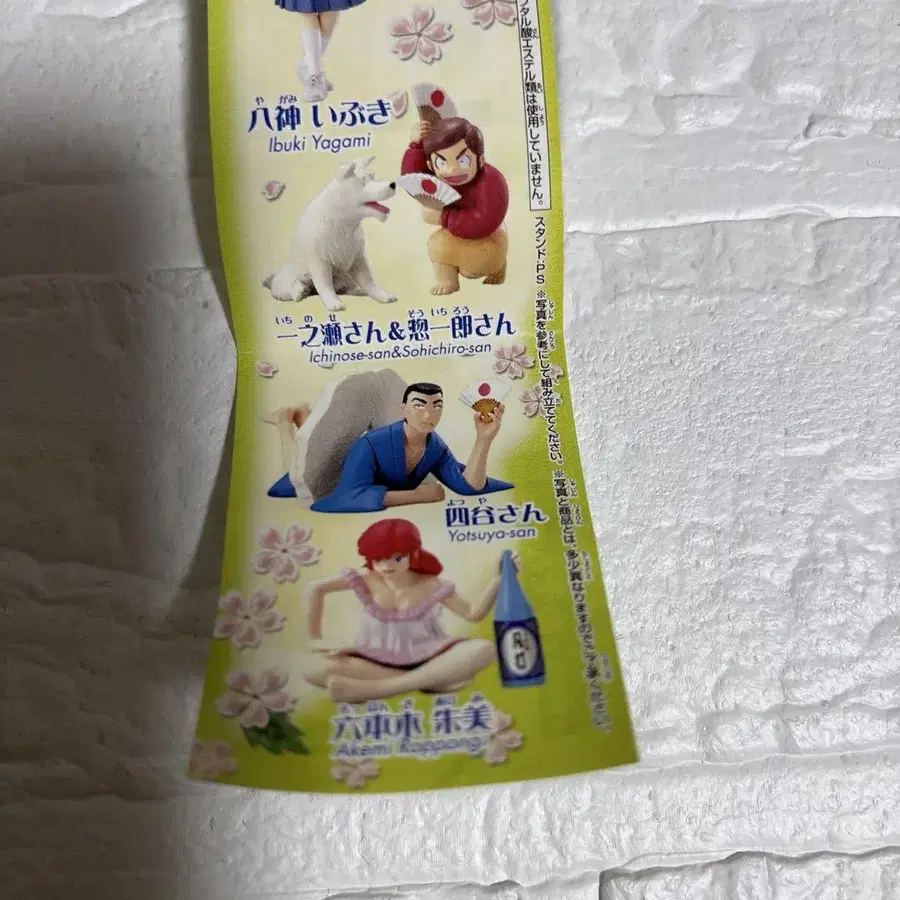 八神 いぶき
Ibuki Yagami
一之瀬さん&惣一郎さん
Ichinose-san&Sohichiro-san
四谷さん
Yotsuya-san
六本木 朱美
Akemi Roppongi
タル酸エステル類は使用していません。
スタンド:PS ※写真を参考にして組み立てください。 ※写真と商品とは、多少異なりますのでご了承ください。